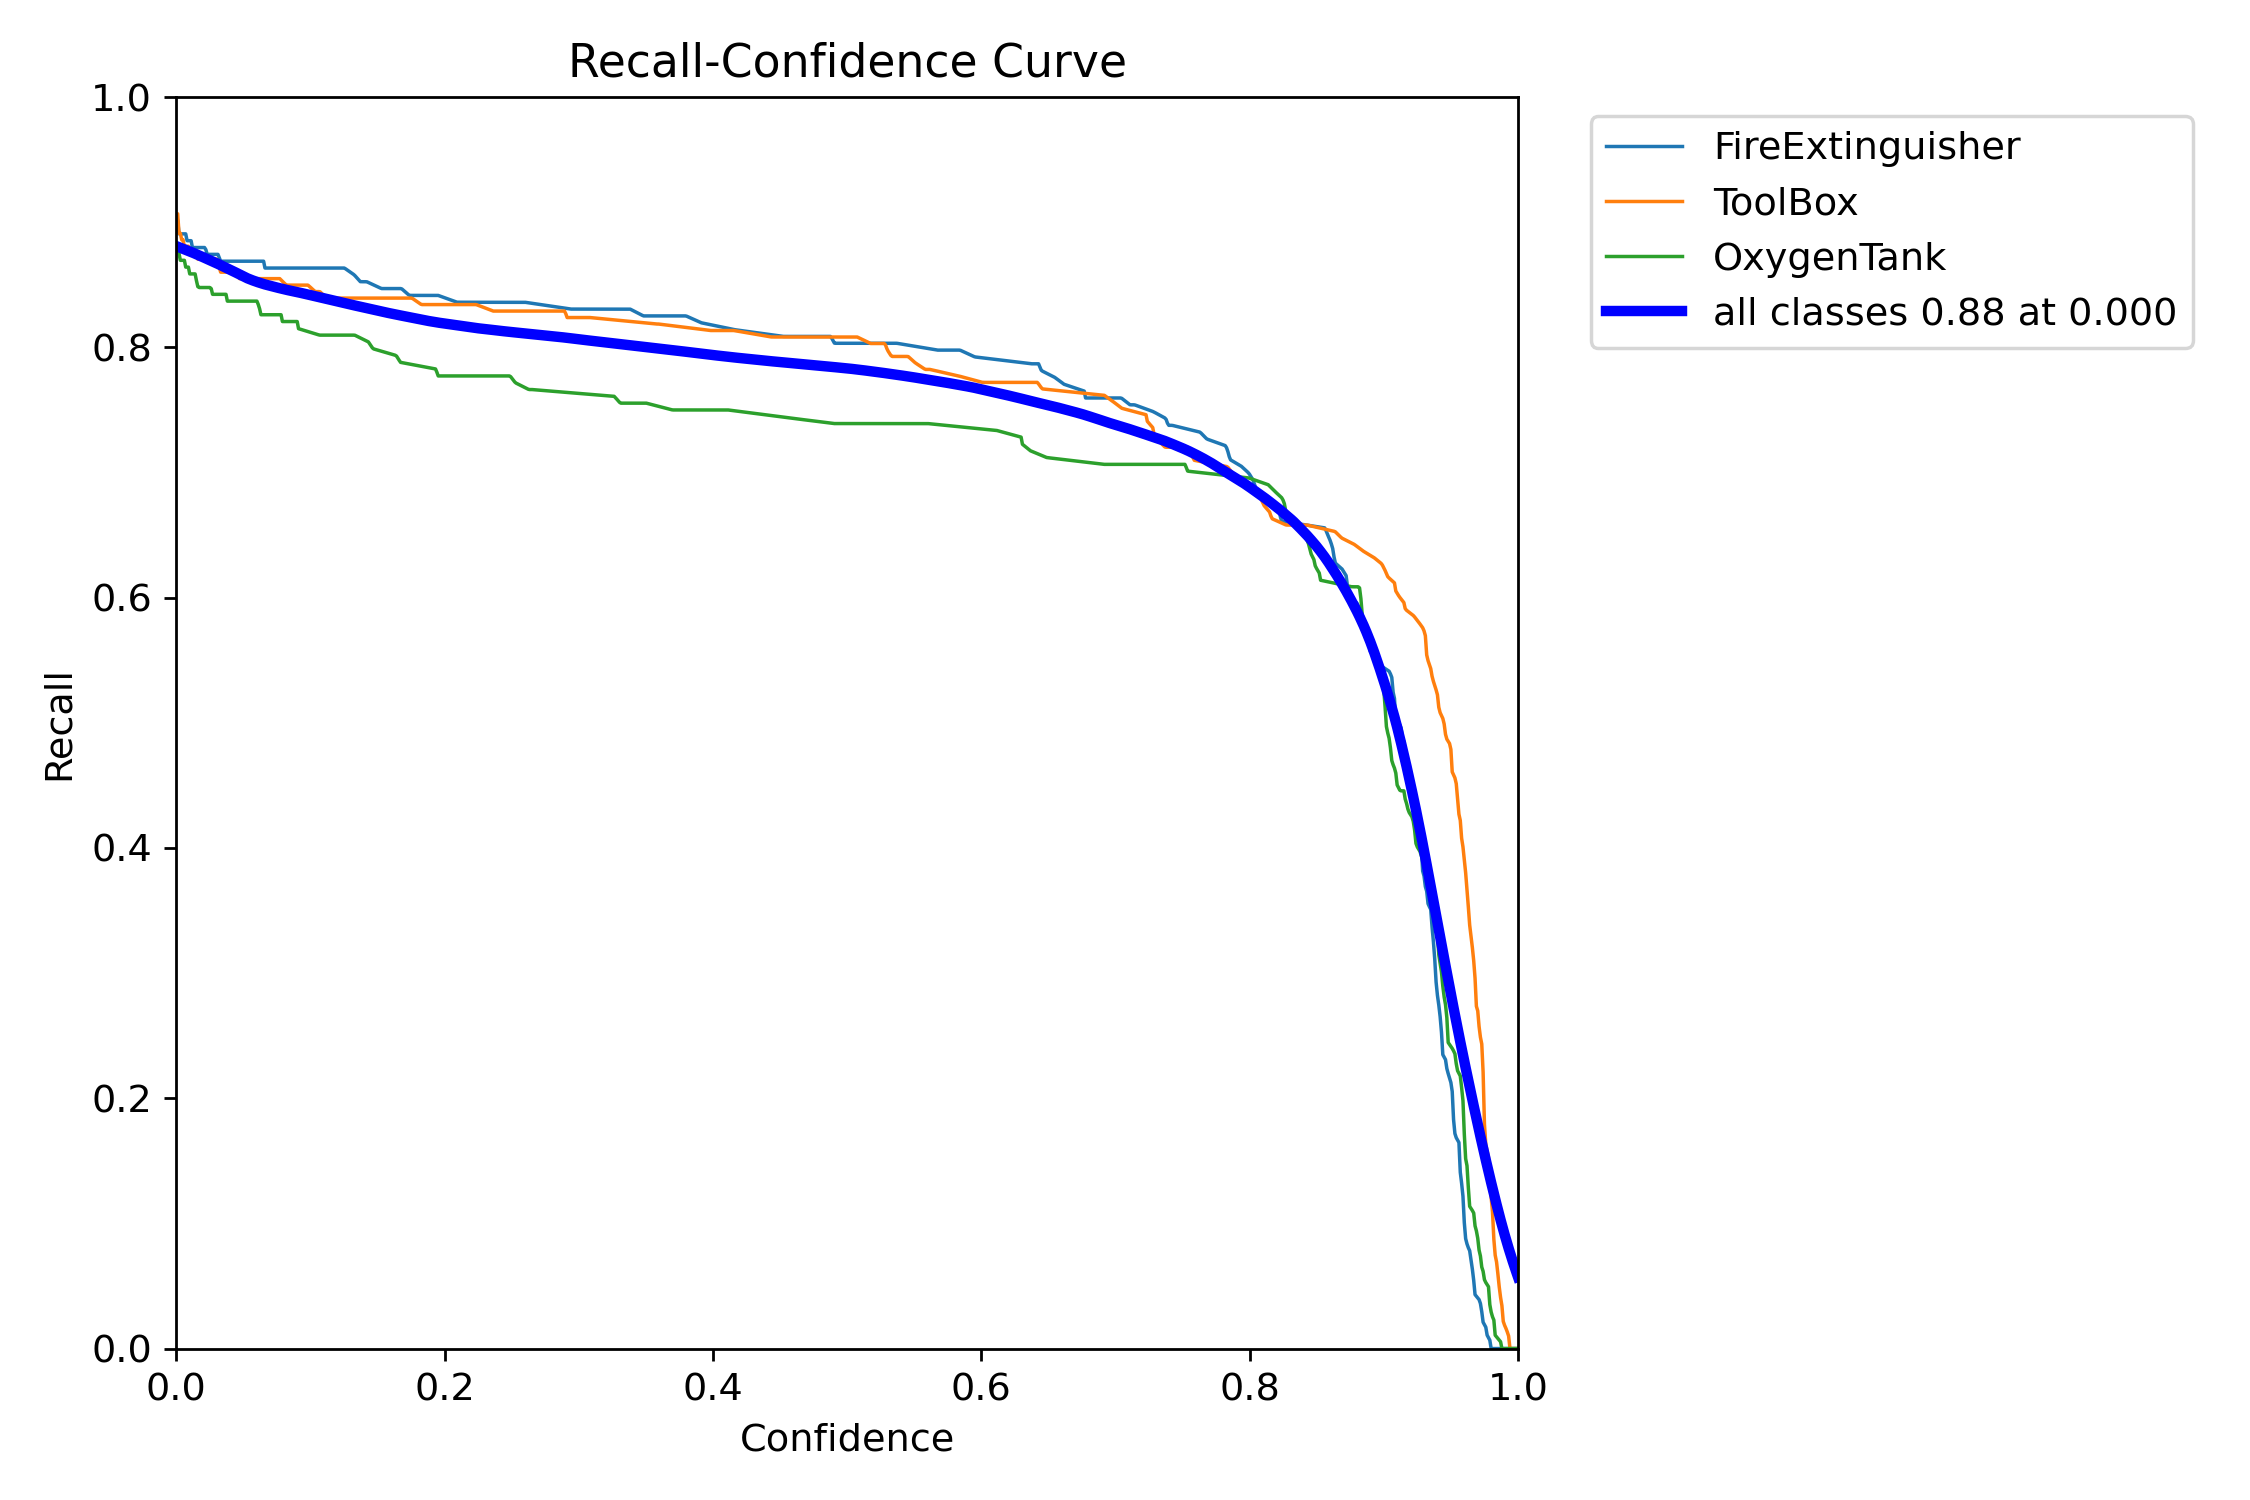 Recall-Confidence Curve
1.0
0.8
0.6
0.4
0.2
0.0
Recall
0.0 0.2 0.4 0.6 0.8 1.0
Confidence
FireExtinguisher
ToolBox
OxygenTank
all classes 0.88 at 0.000